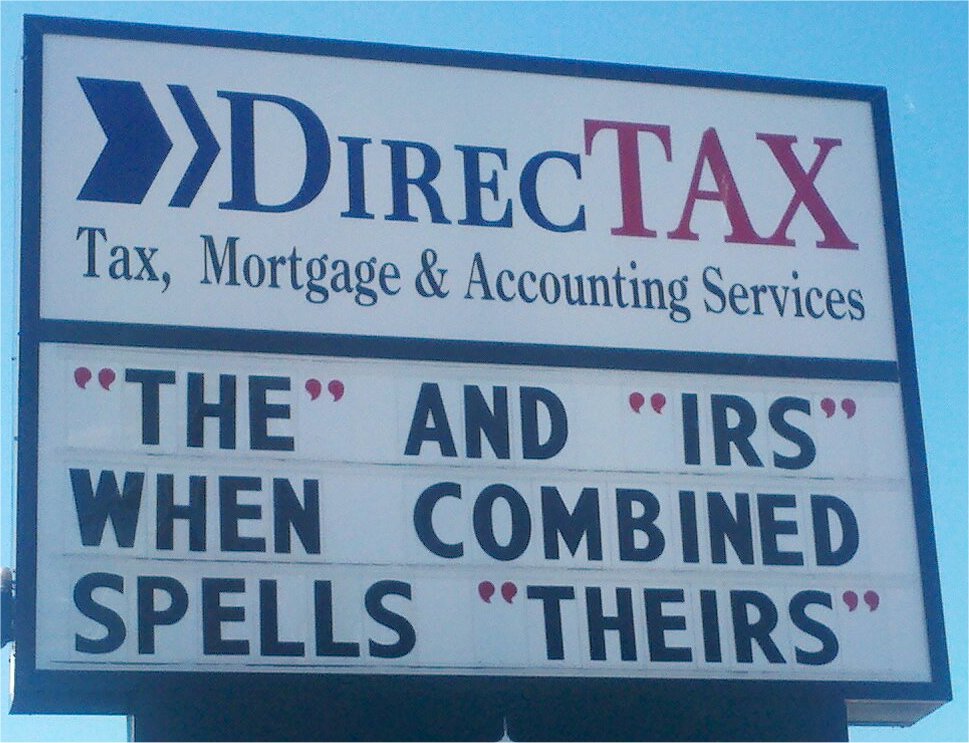 DIRECTAX
Tax, Mortgage & Accounting Services
"THE" AND "IRS"
WHEN COMBINED
SPELLS "THEIRS"